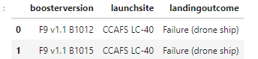 boosterversion launchsite landingoutcome
0 F9 v1.1 B1012 CCAFS LC-40 Failure (drone ship)
1 F9 v1.1 B1015 CCAFS LC-40 Failure (drone ship)